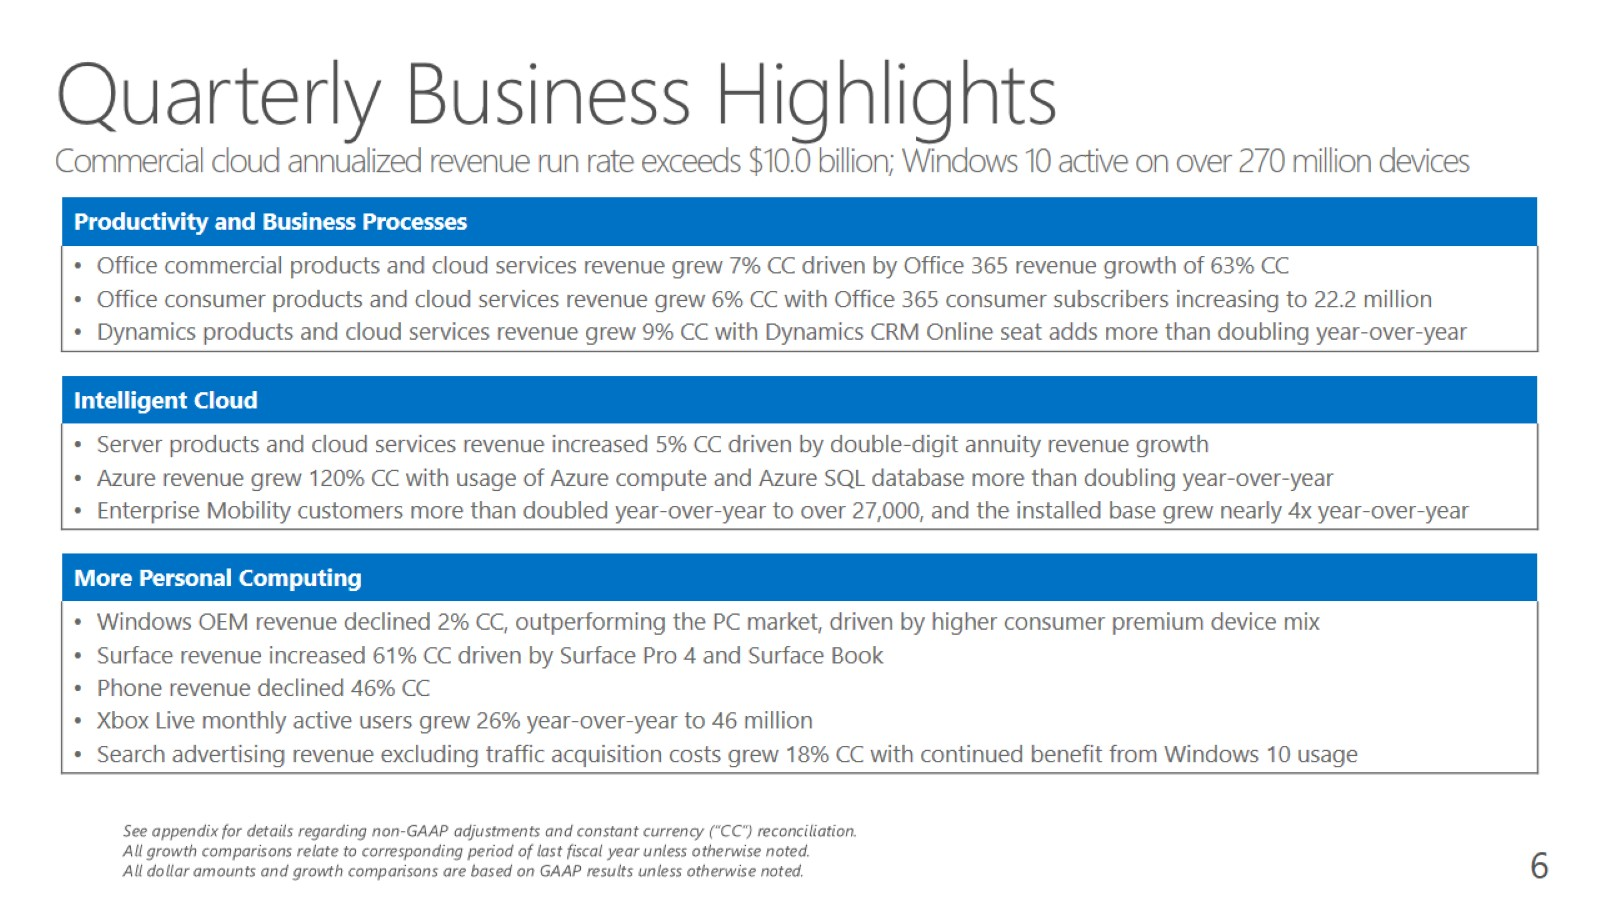 Quarterly Business Highlights
Commercial cloud annualized revenue run rate exceeds $10.0 billion; Windows 10 active on over 270 million devices
Productivity and Business Processes
• Office commercial products and cloud services revenue grew 7% CC driven by Office 365 revenue growth of 63% CC
• Office consumer products and cloud services revenue grew 6% CC with Office 365 consumer subscribers increasing to 22.2 million
• Dynamics products and cloud services revenue grew 9% CC with Dynamics CRM Online seat adds more than doubling year-over-year
Intelligent Cloud
• Server products and cloud services revenue increased 5% CC driven by double-digit annuity revenue growth
• Azure revenue grew 120% CC with usage of Azure compute and Azure SQL database more than doubling year-over-year
• Enterprise Mobility customers more than doubled year-over-year to over 27,000, and the installed base grew nearly 4x year-over-year
More Personal Computing
• Windows OEM revenue declined 2% CC, outperforming the PC market, driven by higher consumer premium device mix
• Surface revenue increased 61% CC driven by Surface Pro 4 and Surface Book
• Phone revenue declined 46% CC
• Xbox Live monthly active users grew 26% year-over-year to 46 million
• Search advertising revenue excluding traffic acquisition costs grew 18% CC with continued benefit from Windows 10 usage
See appendix for details regarding non-GAAP adjustments and constant currency ("CC") reconciliation.
All growth comparisons relate to corresponding period of last fiscal year unless otherwise noted.
All dollar amounts and growth comparisons are based on GAAP results unless otherwise noted.
6